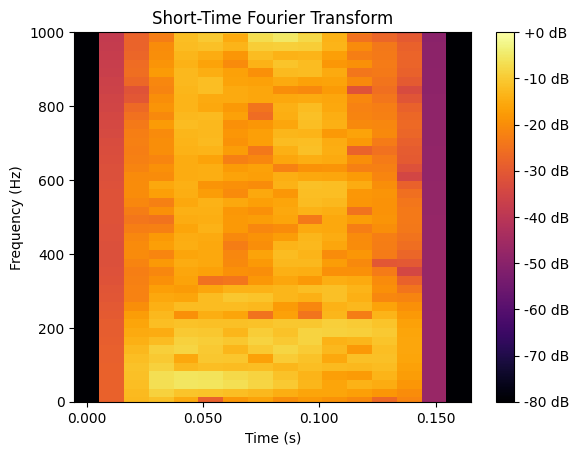 Short-Time Fourier Transform
1000
800
600
400
200
0
Frequency (Hz)
0.000
0.050
0.100
0.150
Time (s)
+0 dB
-10 dB
-20 dB
-30 dB
-40 dB
-50 dB
-60 dB
-70 dB
-80 dB